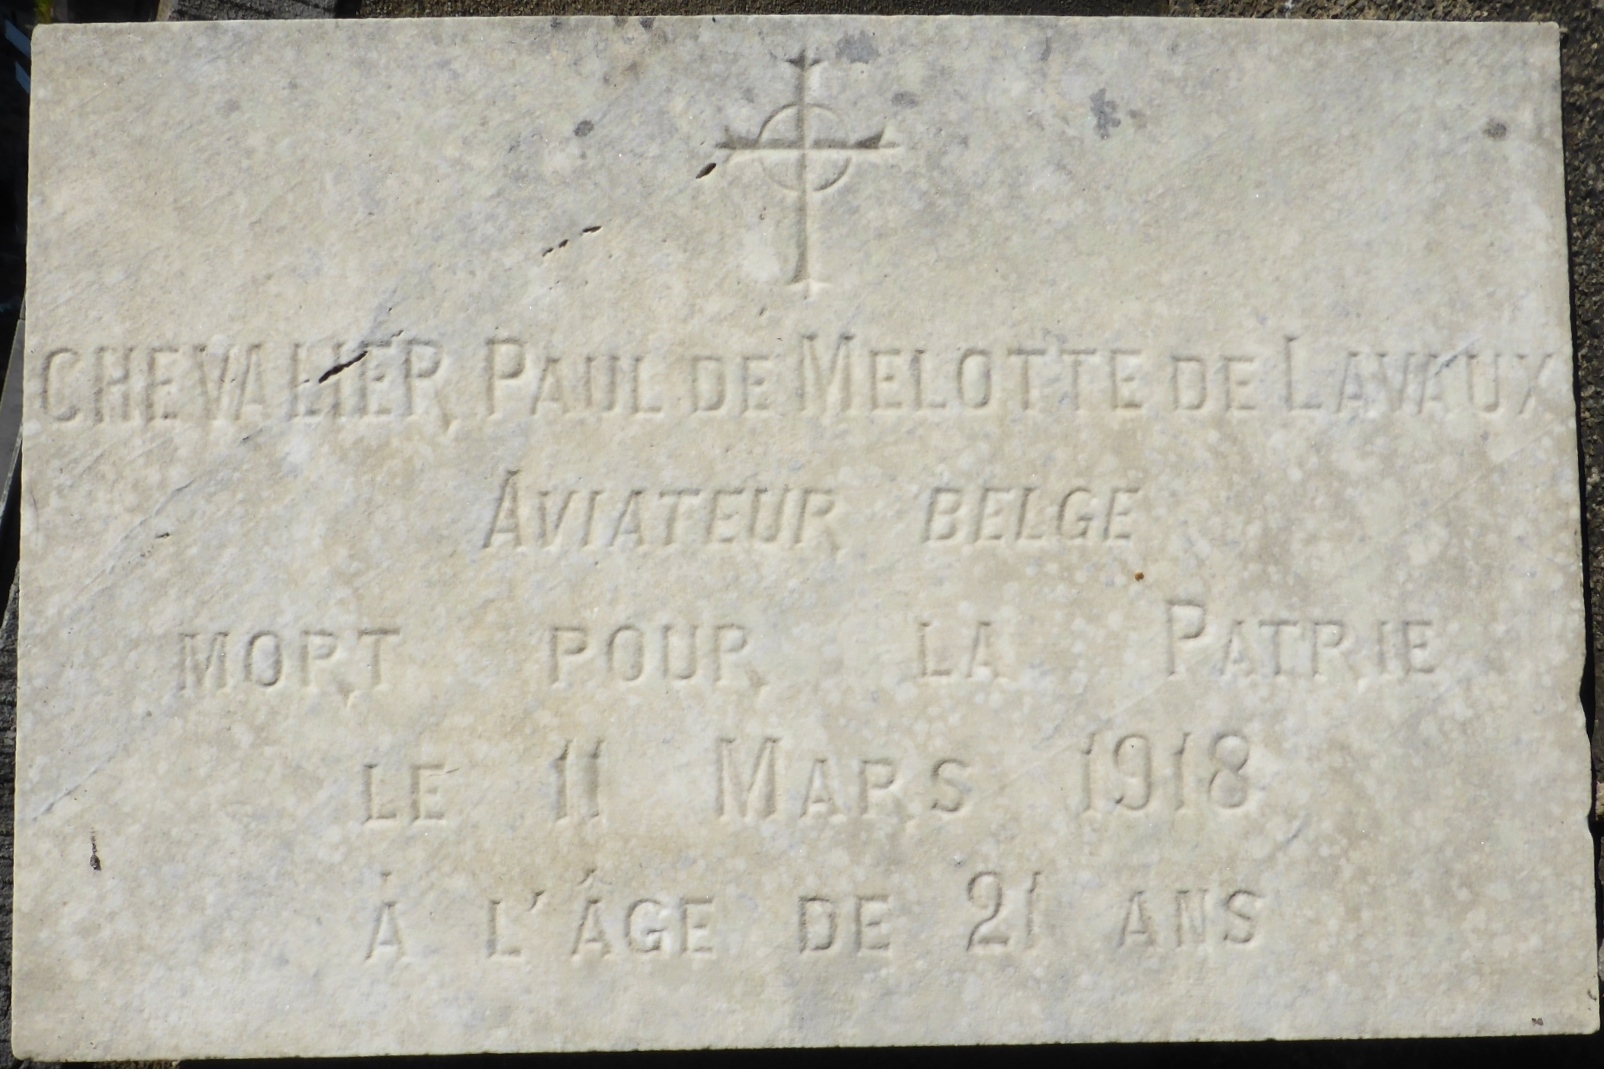 CHEVALIER PAUL DE MELOTTE DE LAVAUX
AVIATEUR BELGE
MORT POUR LA PATRIE
LE 11 MARS 1918
À L'ÂGE DE 21 ANS